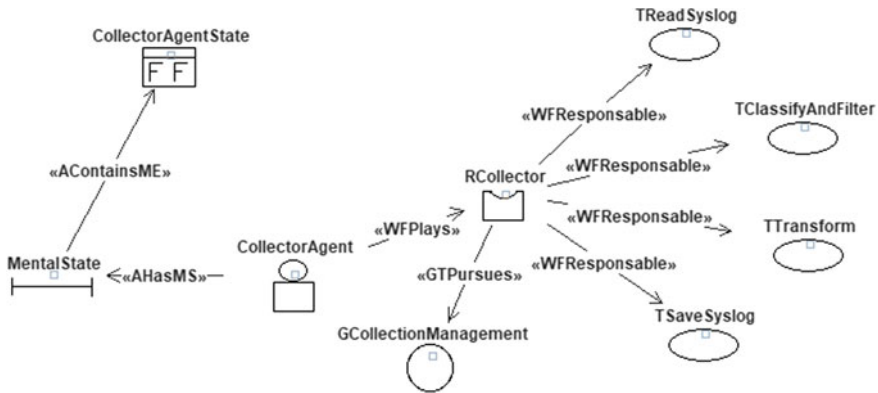 TReadSyslog
CollectorAgentState
F F
TClassifyAndFilter
«WFResponsable»
«WFResponsable»
«AContainsME»
RCollector
«WFResponsable»
«WFPlays»
TTransform
CollectorAgent
MentalState
«WFResponsable»
«AHasMS»
«GTPursues»
TSaveSyslog
GCollectionManagement